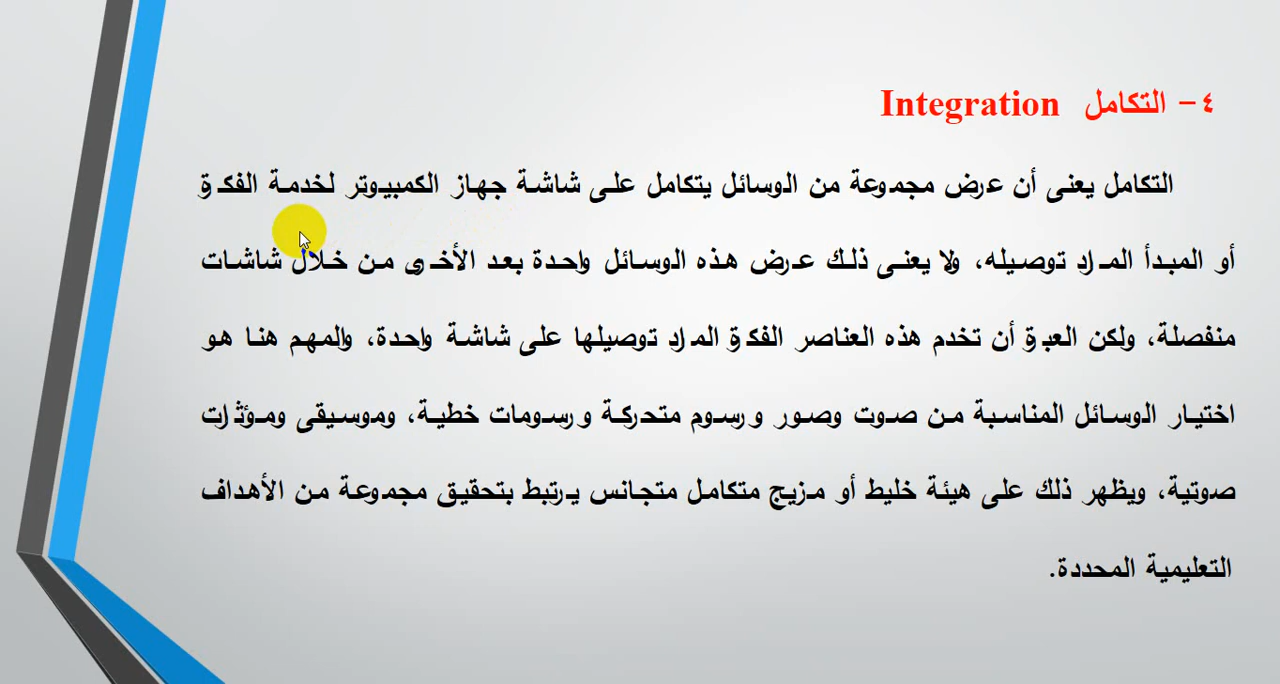 ٤- التكامل Integration
التكامل يعنى أن عرض مجموعة من الوسائل يتكامل على شاشة جهاز الكمبيوتر لخدمة الفكرة
أو المبدأ المراد توصيله، ولا يعنى ذلك عرض هذه الوسائل واحدة بعد الأخرى من خلال شاشات
منفصلة، ولكن العبرة أن تخدم هذه العناصر الفكرة المراد توصيلها على شاشة واحدة، والمهم هنا هو
اختيار الوسائل المناسبة من صوت وصور ورسوم متحركة ورسومات خطية، وموسيقى ومؤثرات
صوتية، ويظهر ذلك على هيئة خليط أو مزيج متكامل متجانس يرتبط بتحقيق مجموعة من الأهداف
التعليمية المحددة.